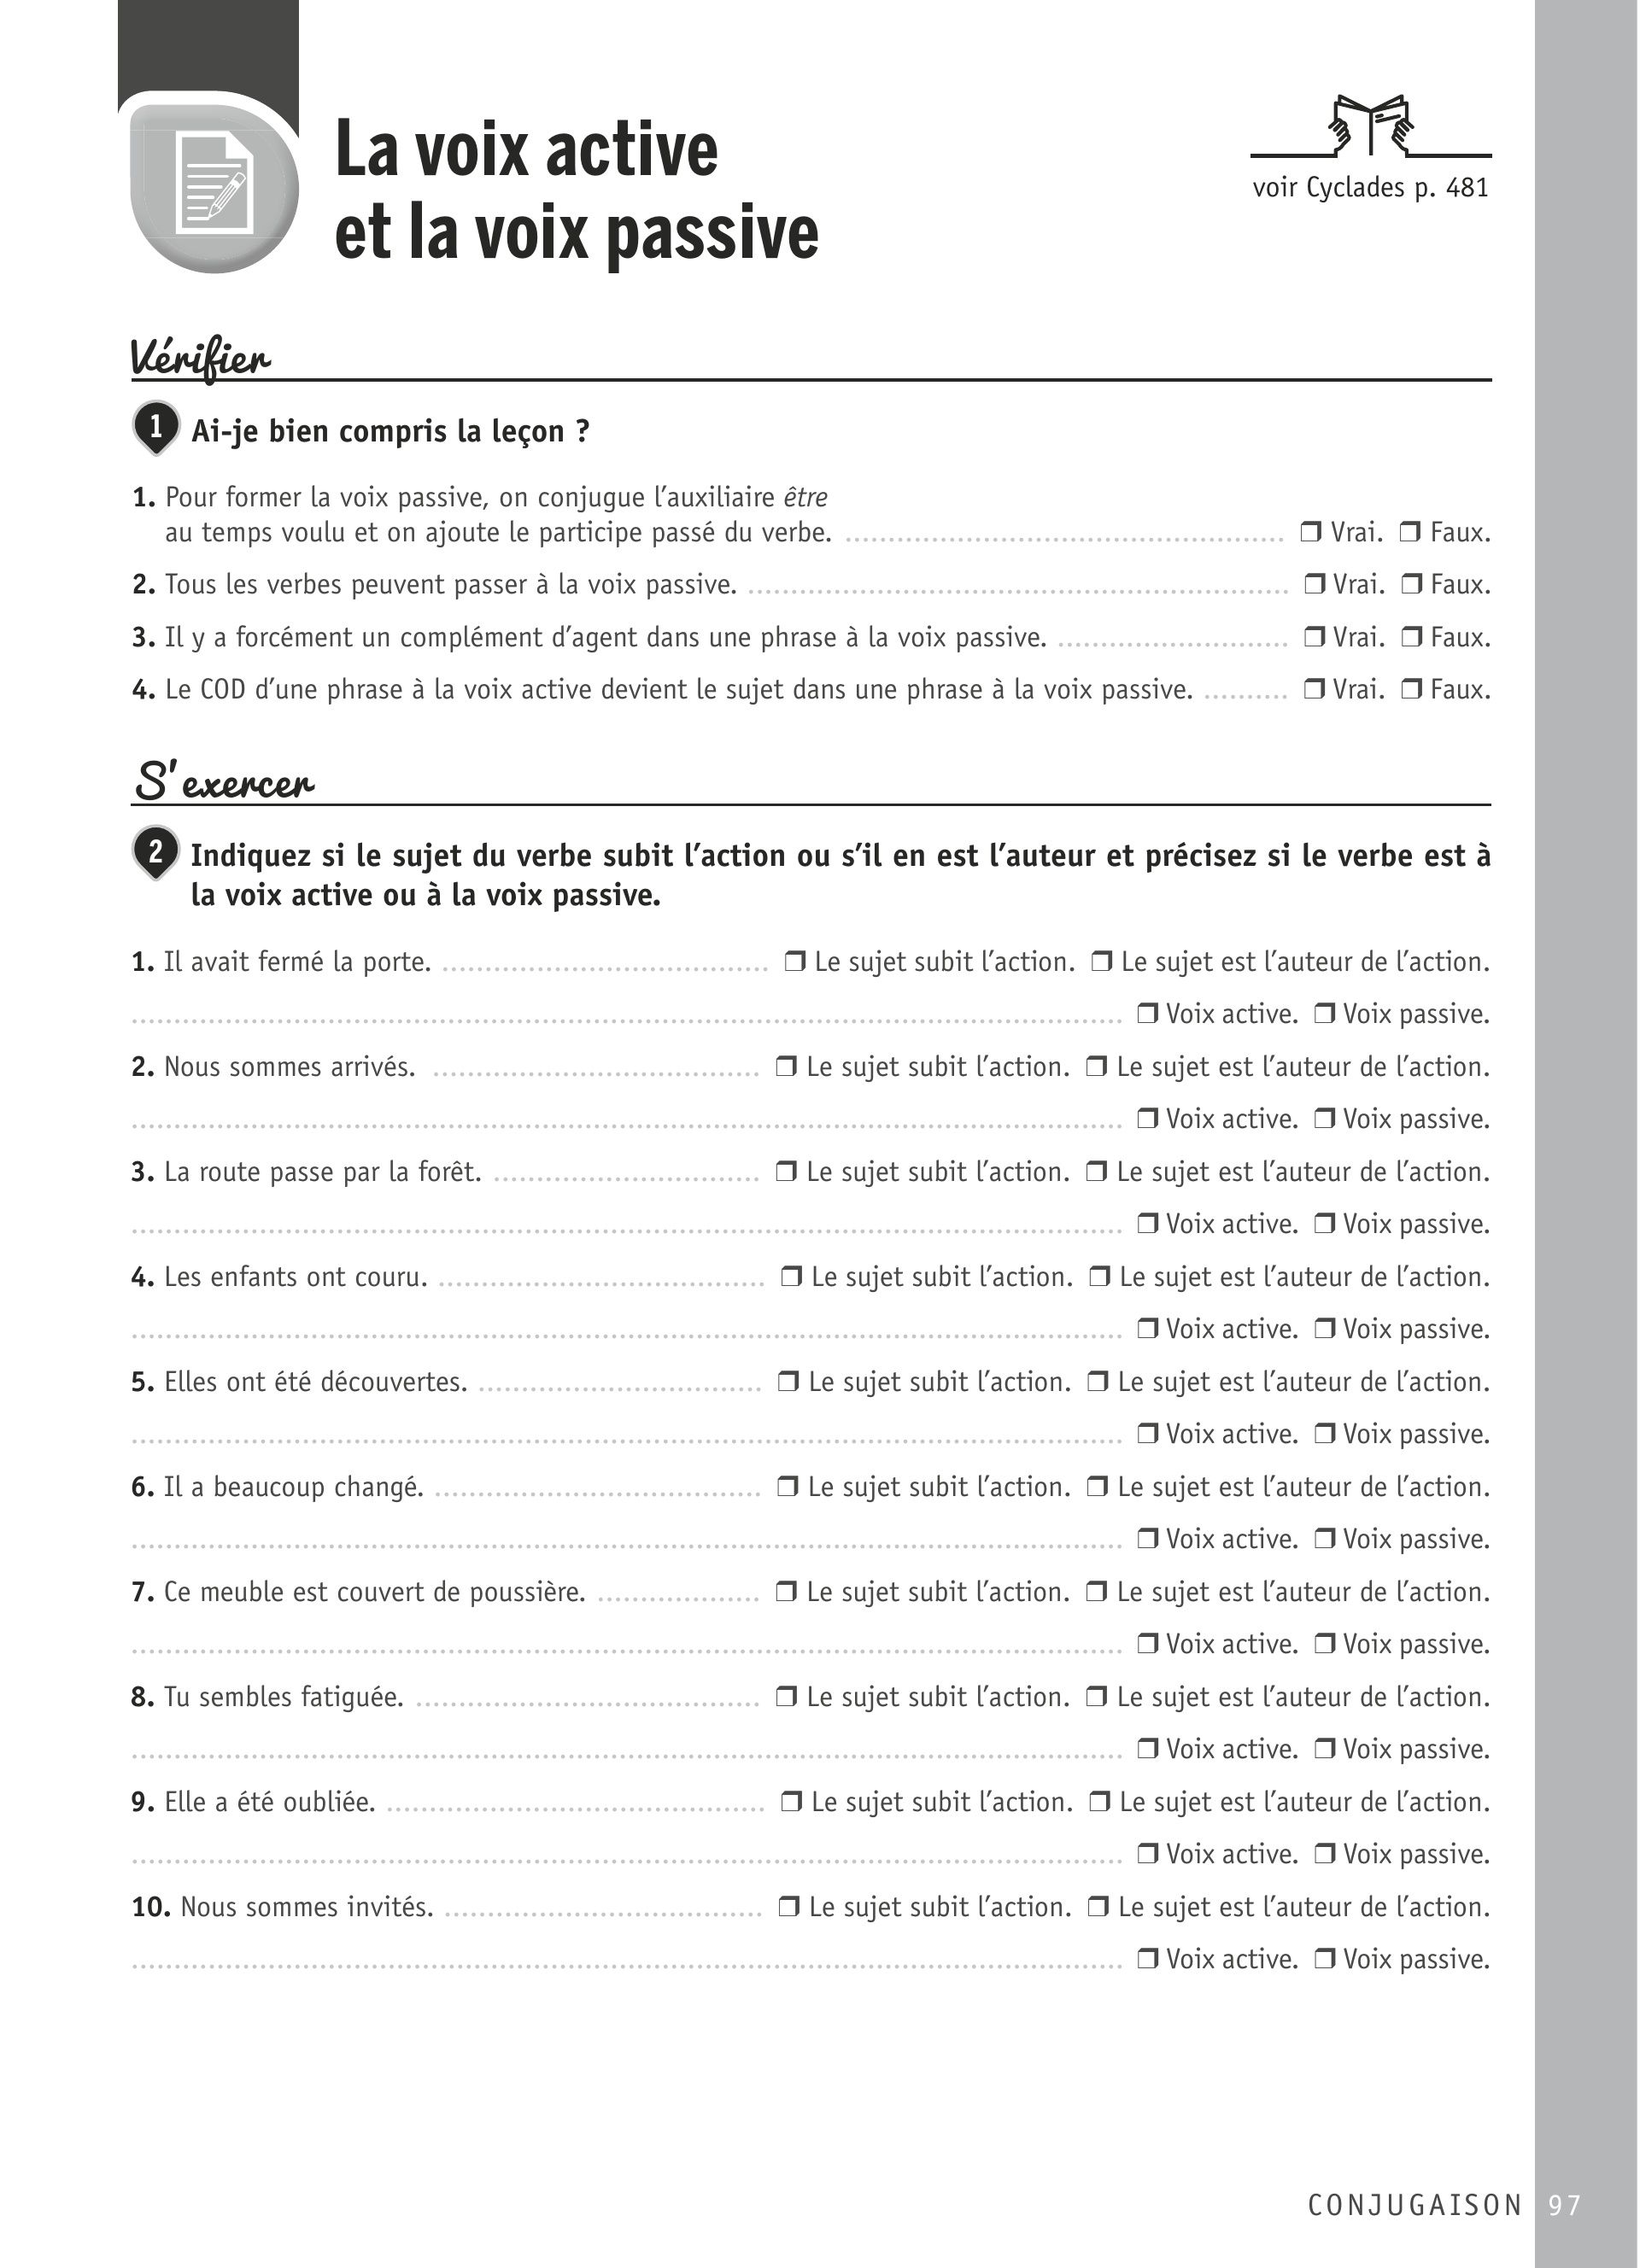 La voix active
et la voix passive
voir Cyclades p. 481
Vérifier
1 Ai-je bien compris la leçon ?
1. Pour former la voix passive, on conjugue l’auxiliaire être
au temps voulu et on ajoute le participe passé du verbe. ❒ Vrai. ❒ Faux.
2. Tous les verbes peuvent passer à la voix passive. ❒ Vrai. ❒ Faux.
3. Il y a forcément un complément d’agent dans une phrase à la voix passive. ❒ Vrai. ❒ Faux.
4. Le COD d’une phrase à la voix active devient le sujet dans une phrase à la voix passive. ❒ Vrai. ❒ Faux.
S’exercer
2 Indiquez si le sujet du verbe subit l’action ou s’il en est l’auteur et précisez si le verbe est à
la voix active ou à la voix passive.
1. Il avait fermé la porte. ❒ Le sujet subit l’action. ❒ Le sujet est l’auteur de l’action.
❒ Voix active. ❒ Voix passive.
2. Nous sommes arrivés. ❒ Le sujet subit l’action. ❒ Le sujet est l’auteur de l’action.
❒ Voix active. ❒ Voix passive.
3. La route passe par la forêt. ❒ Le sujet subit l’action. ❒ Le sujet est l’auteur de l’action.
❒ Voix active. ❒ Voix passive.
4. Les enfants ont couru. ❒ Le sujet subit l’action. ❒ Le sujet est l’auteur de l’action.
❒ Voix active. ❒ Voix passive.
5. Elles ont été découvertes. ❒ Le sujet subit l’action. ❒ Le sujet est l’auteur de l’action.
❒ Voix active. ❒ Voix passive.
6. Il a beaucoup changé. ❒ Le sujet subit l’action. ❒ Le sujet est l’auteur de l’action.
❒ Voix active. ❒ Voix passive.
7. Ce meuble est couvert de poussière. ❒ Le sujet subit l’action. ❒ Le sujet est l’auteur de l’action.
❒ Voix active. ❒ Voix passive.
8. Tu sembles fatiguée. ❒ Le sujet subit l’action. ❒ Le sujet est l’auteur de l’action.
❒ Voix active. ❒ Voix passive.
9. Elle a été oubliée. ❒ Le sujet subit l’action. ❒ Le sujet est l’auteur de l’action.
❒ Voix active. ❒ Voix passive.
10. Nous sommes invités. ❒ Le sujet subit l’action. ❒ Le sujet est l’auteur de l’action.
❒ Voix active. ❒ Voix passive.
CONJUGAISON 97